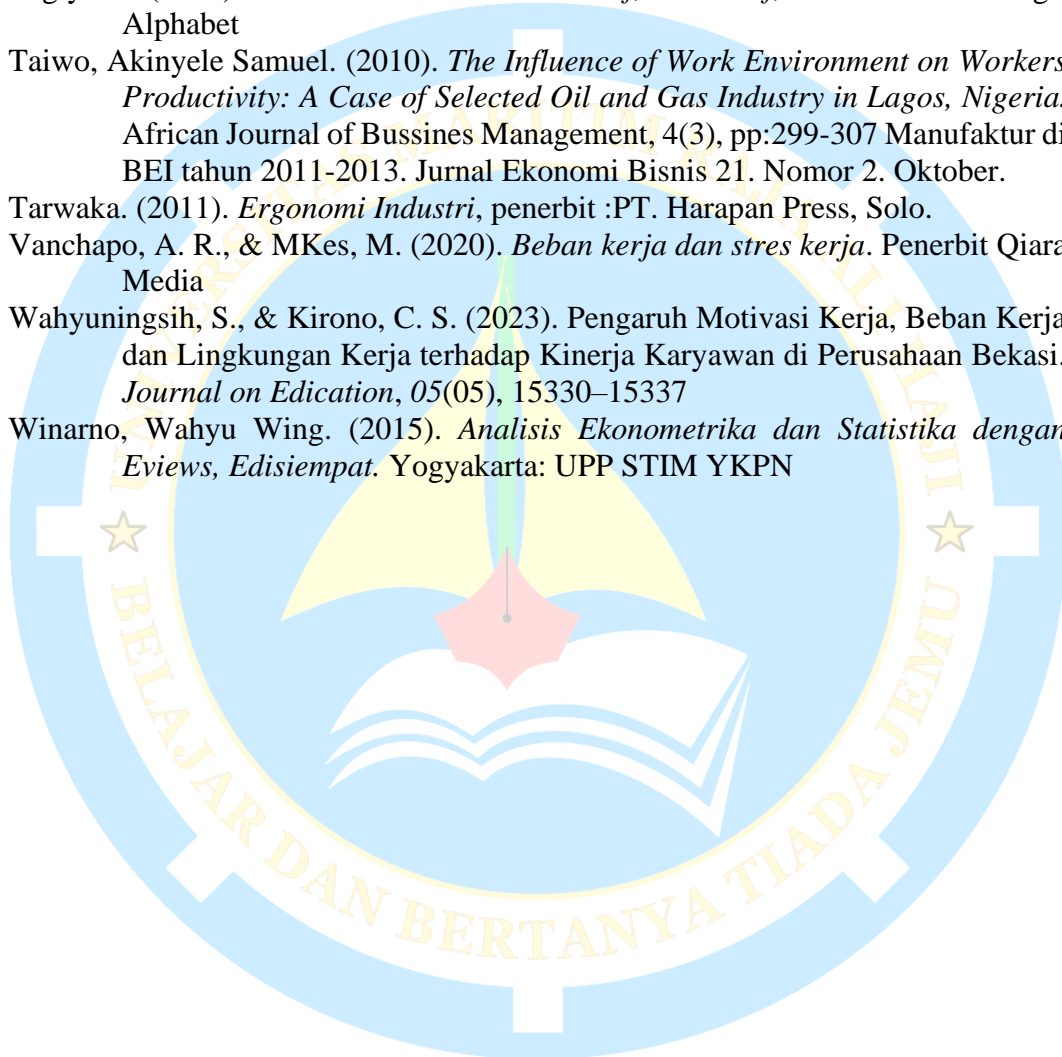 Alphabet
Taiwo, Akinyele Samuel. (2010). The Influence of Work Environment on Workers
Productivity: A Case of Selected Oil and Gas Industry in Lagos, Nigeria.
African Journal of Bussines Management, 4(3), pp:299-307 Manufaktur di
BEI tahun 2011-2013. Jurnal Ekonomi Bisnis 21. Nomor 2. Oktober.
Tarwaka. (2011). Ergonomi Industri, penerbit :PT. Harapan Press, Solo.
Vanchapo, A. R., & MKes, M. (2020). Beban kerja dan stres kerja. Penerbit Qiara
Media
Wahyuningsih, S., & Kirono, C. S. (2023). Pengaruh Motivasi Kerja, Beban Kerja
dan Lingkungan Kerja terhadap Kinerja Karyawan di Perusahaan Bekasi.
Journal on Edication, 05(05), 15330–15337
Winarno, Wahyu Wing. (2015). Analisis Ekonometrika dan Statistika dengan
Eviews, Edisiempat. Yogyakarta: UPP STIM YKPN
UNIVERSITAS MARITIM RAJA ALI HAJI
BELAJAR DAN BERTANYA TIADA JEMU